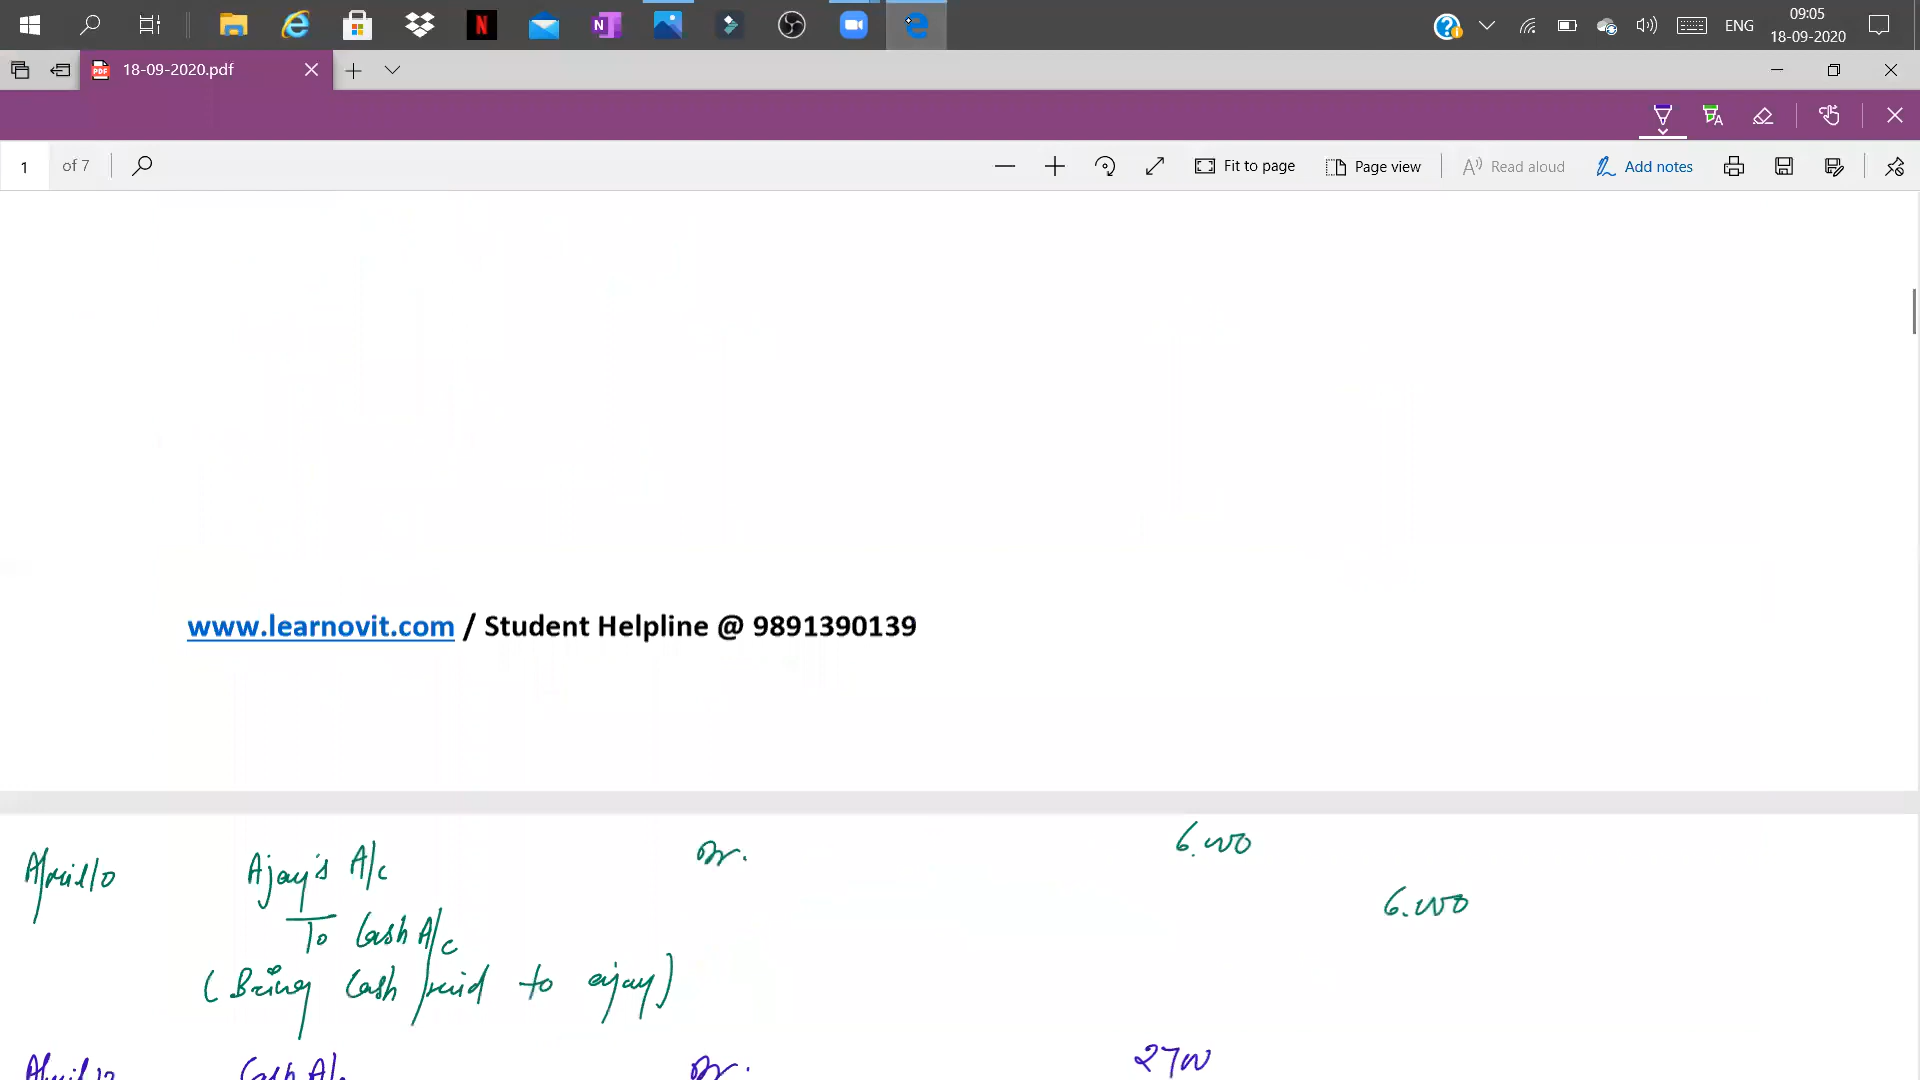 ENG
09:05
18-09-2020
18-09-2020.pdf
1 of 7
Fit to page
Page view
Read aloud
Add notes
www.learnovit.com / Student Helpline @ 9891390139
April 10 Ajay's A/c Dr. 6.000
To Cash A/c 6.000
(Being Cash paid to ajay)
Cash A/c Dr. 2700